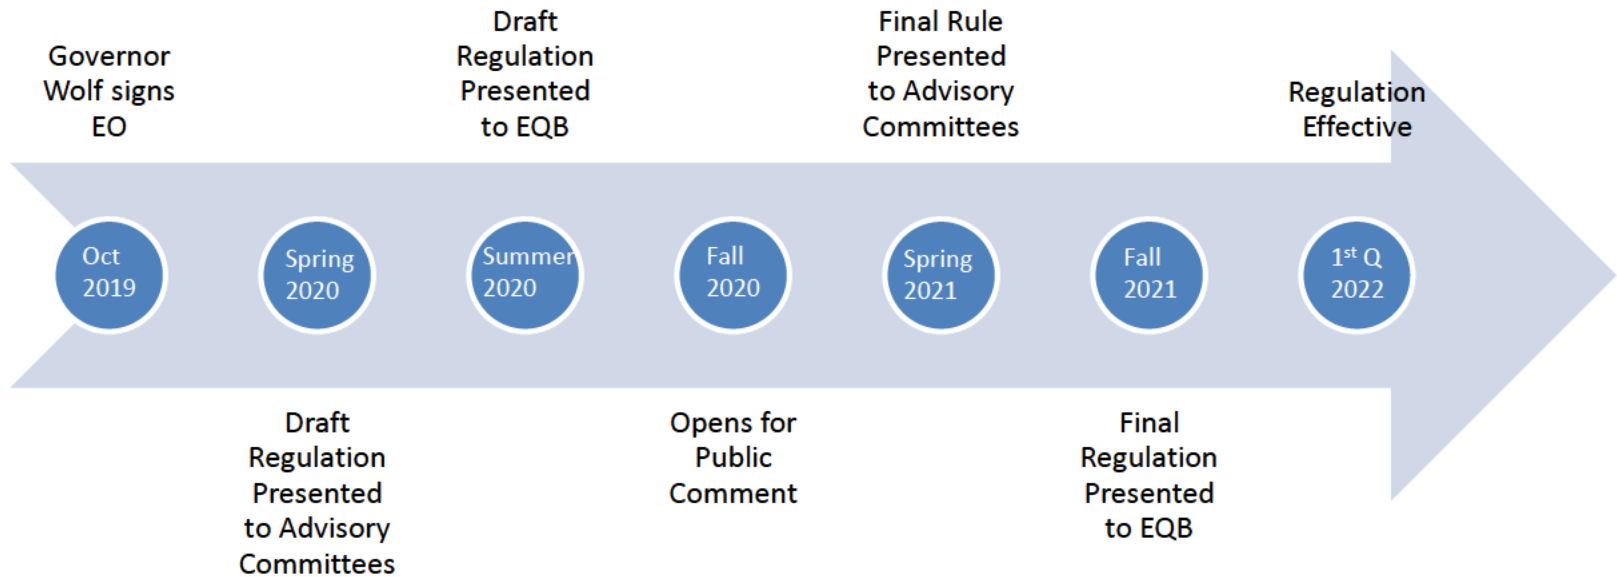 Governor
Wolf signs
EO
Draft
Regulation
Presented
to EQB
Final Rule
Presented
to Advisory
Committees
Regulation
Effective
Oct
2019
Spring
2020
Summer
2020
Fall
2020
Spring
2021
Fall
2021
1st Q
2022
Draft
Regulation
Presented
to Advisory
Committees
Opens for
Public
Comment
Final
Regulation
Presented
to EQB